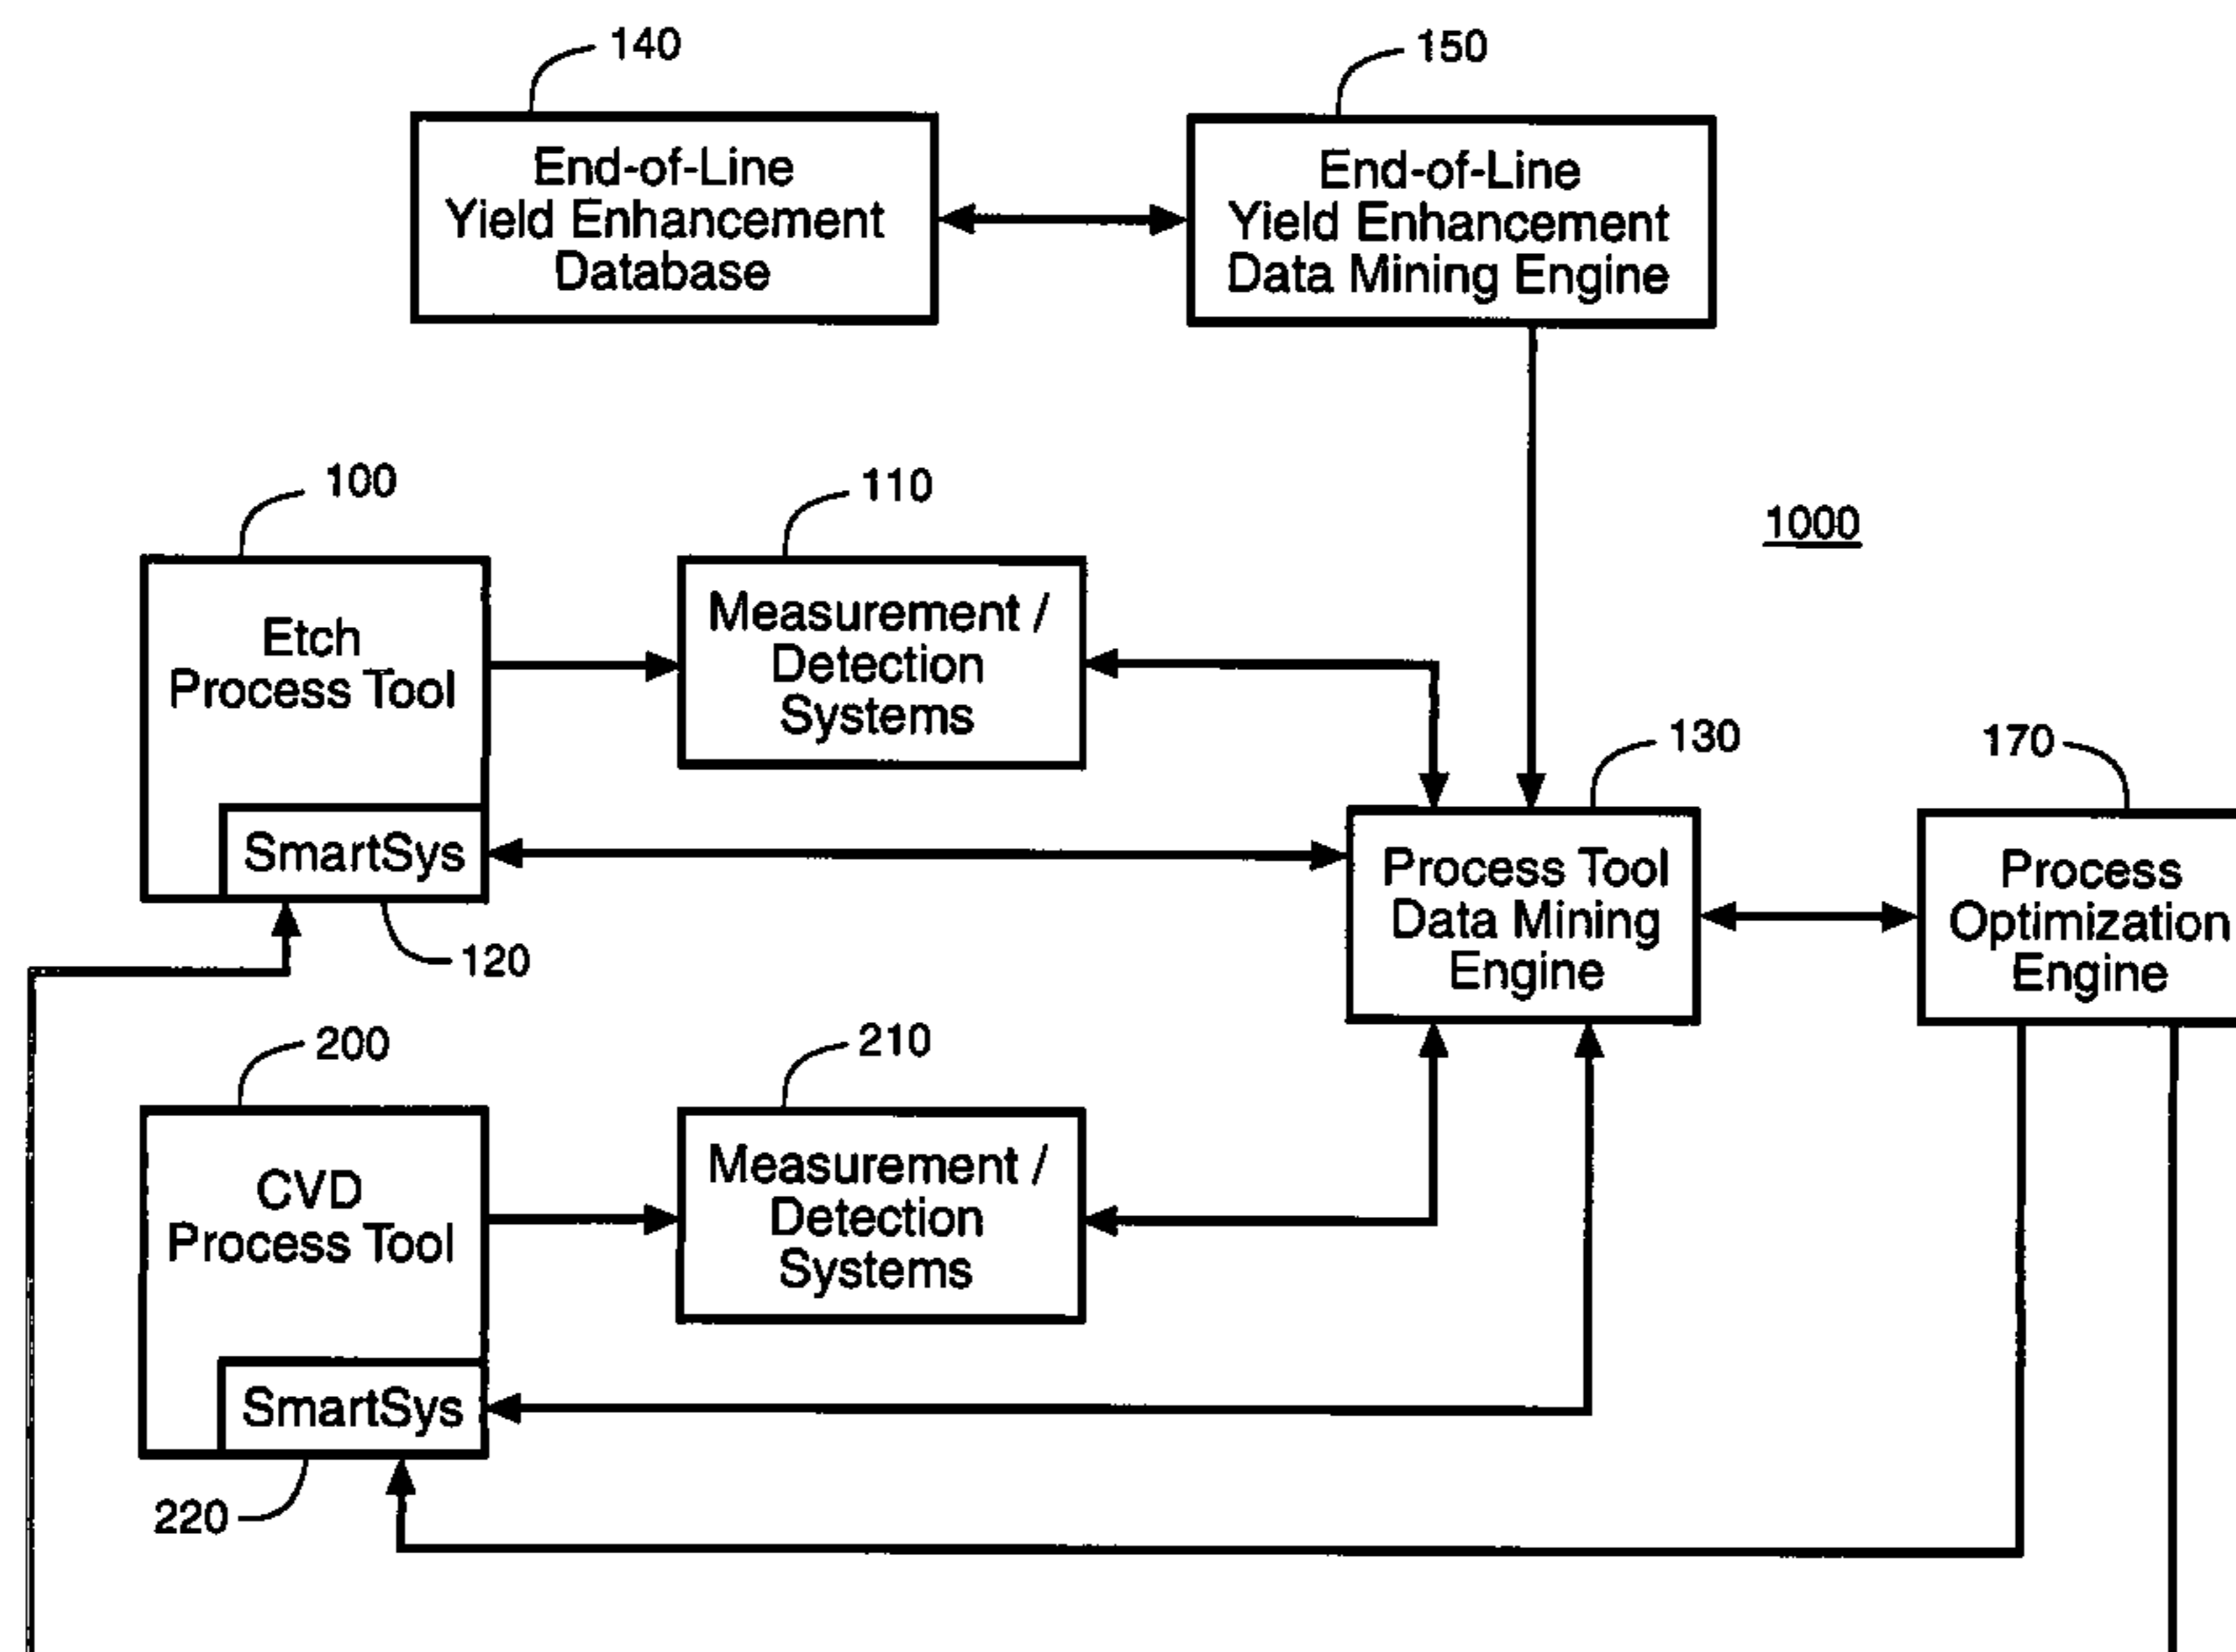 140
150
End-of-Line
Yield Enhancement
Database
End-of-Line
Yield Enhancement
Data Mining Engine
100
110
1000
Etch
Process Tool
Measurement /
Detection
Systems
130
170
SmartSys
Process Tool
Data Mining
Engine
Process
Optimization
Engine
120
200
210
CVD
Process Tool
Measurement /
Detection
Systems
SmartSys
220